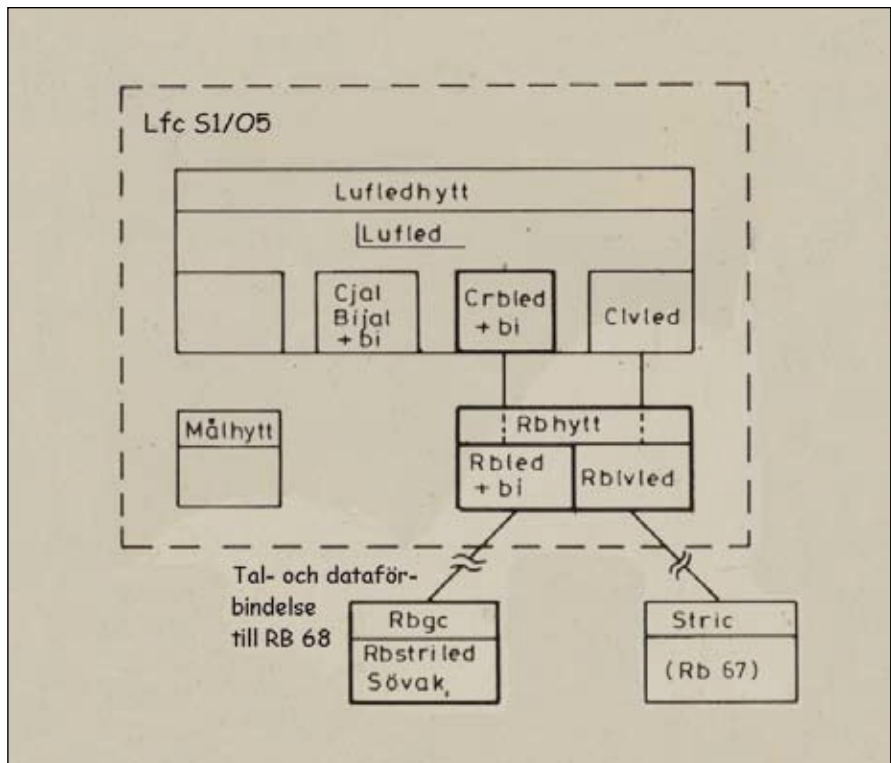 Lfc S1/O5
Lufledhytt
Lufled
Cjal
Bijal
+ bi
Crbled
+ bi
Clvled
Målhytt
Rbhytt
Rbled
+ bi
Rblvled
Tal- och dataför-
bindelse
till RB 68
Rbgc
Rbstriled
Sövak,
Stric
(Rb 67)